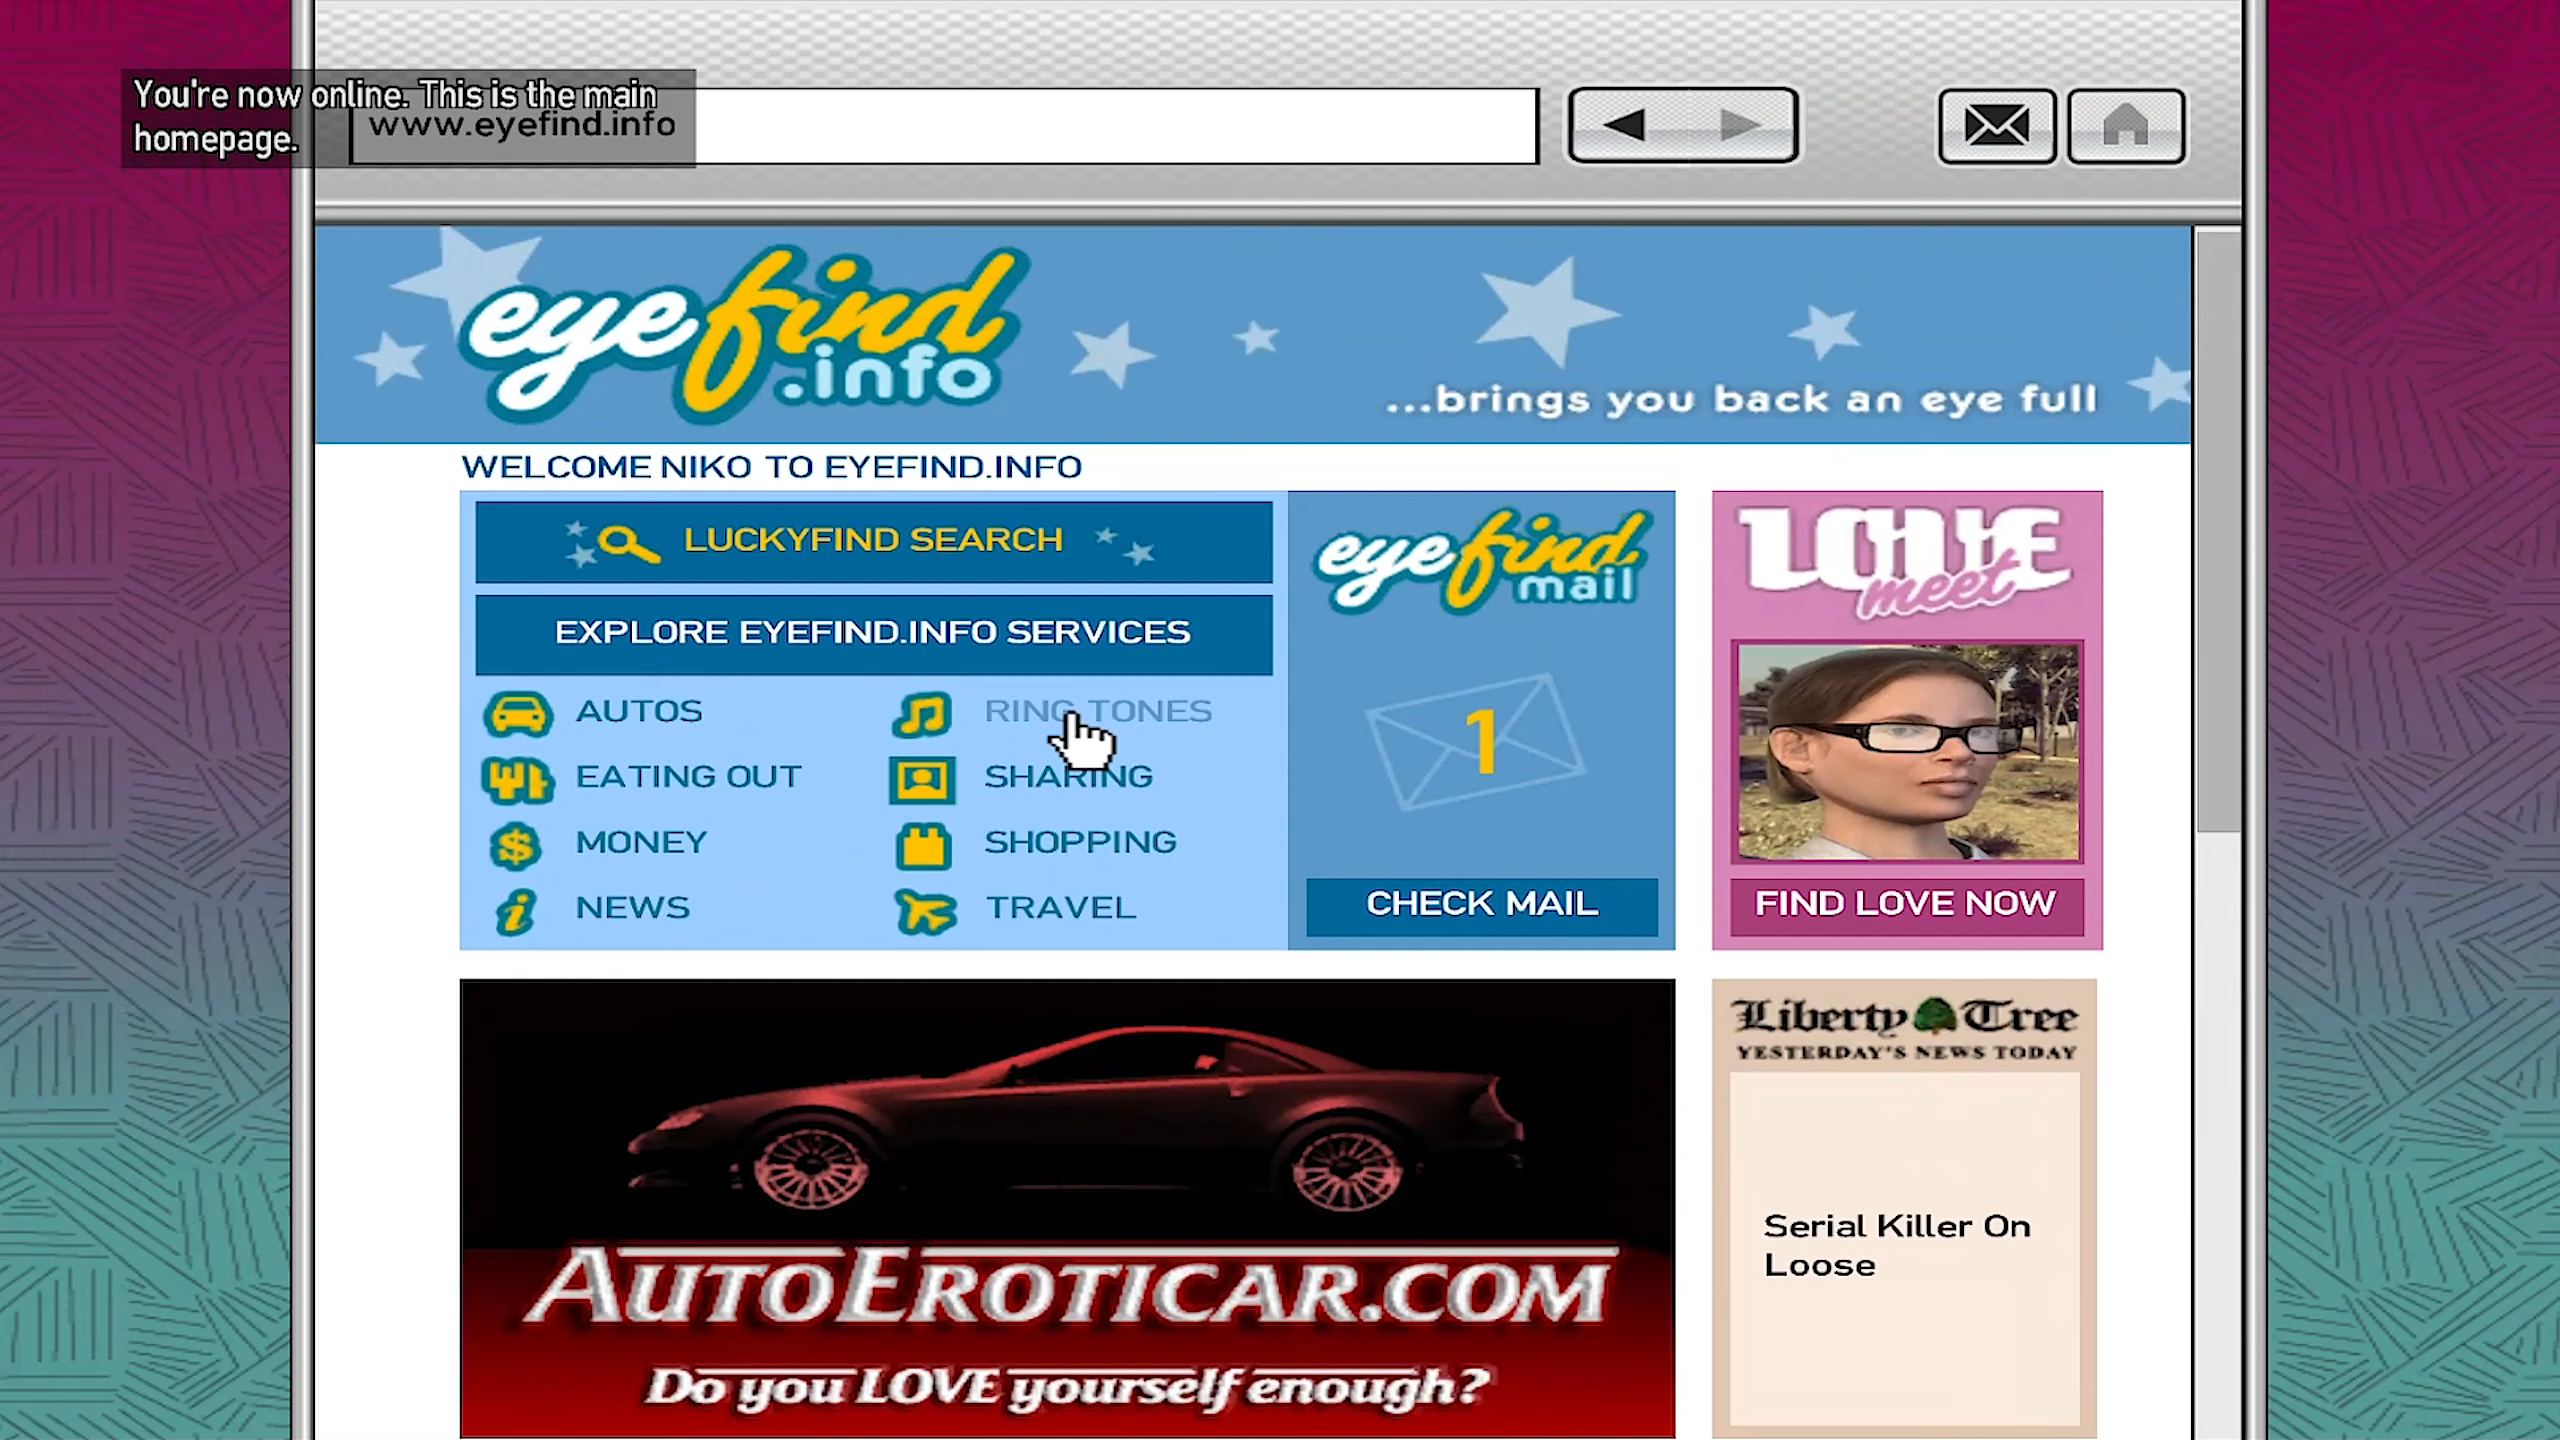 You're now online. This is the main
homepage.
www.eyefind.info
eyefind
.info
...brings you back an eye full
WELCOME NIKO TO EYEFIND.INFO
LUCKYFIND SEARCH
EXPLORE EYEFIND.INFO SERVICES
AUTOS
RING TONES
EATING OUT
SHARING
MONEY
SHOPPING
NEWS
TRAVEL
eyefind
mail
1
CHECK MAIL
LOVE
meet
FIND LOVE NOW
AUTOEROTICAR.COM
Do you LOVE yourself enough?
Liberty Tree
YESTERDAY'S NEWS TODAY
Serial Killer On
Loose